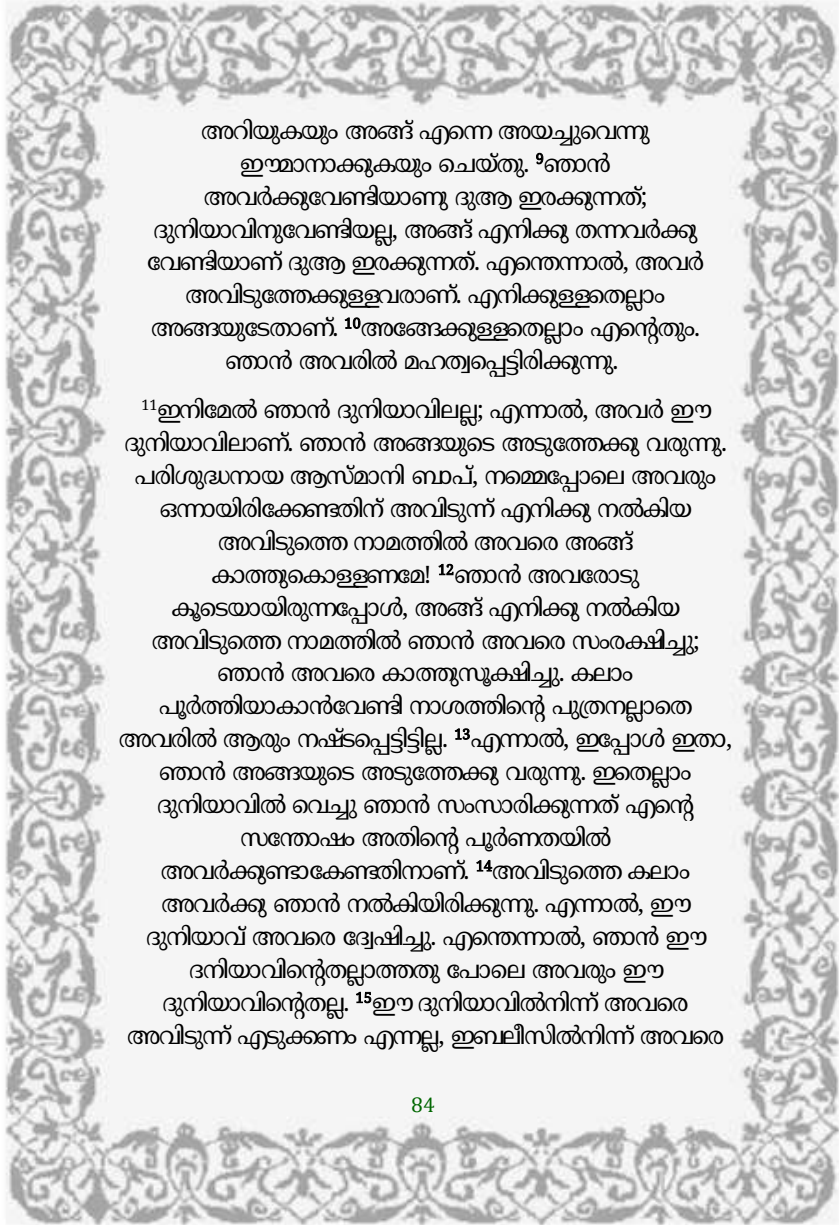 അറിയുകയും അങ്ങ് എന്നെ അയച്ചുവെന്നു
ഈമാനാക്കുകയും ചെയ്തു. ⁹ഞാൻ
അവർക്കുവേണ്ടിയാണു ദുആ ഇരക്കുന്നത്;
ദുനിയാവിനുവേണ്ടിയല്ല, അങ്ങ് എനിക്കു തന്നവർക്കു
വേണ്ടിയാണ് ദുആ ഇരക്കുന്നത്. എന്തെന്നാൽ, അവർ
അവിടുത്തേക്കുള്ളവരാണ്. എനിക്കുള്ളതെല്ലാം
അങ്ങയുടേതാണ്. ¹⁰അങ്ങേക്കുള്ളതെല്ലാം എന്റെതും.
ഞാൻ അവരിൽ മഹത്വപ്പെട്ടിരിക്കുന്നു.
¹¹ഇനിമേൽ ഞാൻ ദുനിയാവിലല്ല; എന്നാൽ, അവർ ഈ
ദുനിയാവിലാണ്. ഞാൻ അങ്ങയുടെ അടുത്തേക്കു വരുന്നു.
പരിശുദ്ധനായ ആസ്മാനി ബാപ്, നമ്മെപ്പോലെ അവരും
ഒന്നായിരിക്കേണ്ടതിന് അവിടുന്ന് എനിക്കു നൽകിയ
അവിടുത്തെ നാമത്തിൽ അവരെ അങ്ങ്
കാത്തുകൊള്ളണമേ! ¹²ഞാൻ അവരോടു
കൂടെയായിരുന്നപ്പോൾ, അങ്ങ് എനിക്കു നൽകിയ
അവിടുത്തെ നാമത്തിൽ ഞാൻ അവരെ സംരക്ഷിച്ചു;
ഞാൻ അവരെ കാത്തുസൂക്ഷിച്ചു. കലാം
പൂർത്തിയാകാൻവേണ്ടി നാശത്തിന്റെ പുത്രനല്ലാതെ
അവരിൽ ആരും നഷ്ടപ്പെട്ടിട്ടില്ല. ¹³എന്നാൽ, ഇപ്പോൾ ഇതാ,
ഞാൻ അങ്ങയുടെ അടുത്തേക്കു വരുന്നു. ഇതെല്ലാം
ദുനിയാവിൽ വെച്ചു ഞാൻ സംസാരിക്കുന്നത് എന്റെ
സന്തോഷം അതിന്റെ പൂർണതയിൽ
അവർക്കുണ്ടാകേണ്ടതിനാണ്. ¹⁴അവിടുത്തെ കലാം
അവർക്കു ഞാൻ നൽകിയിരിക്കുന്നു. എന്നാൽ, ഈ
ദുനിയാവ് അവരെ ദ്വേഷിച്ചു. എന്തെന്നാൽ, ഞാൻ ഈ
ദനിയാവിന്റെതല്ലാത്തതു പോലെ അവരും ഈ
ദുനിയാവിന്റെതല്ല. ¹⁵ഈ ദുനിയാവിൽനിന്ന് അവരെ
അവിടുന്ന് എടുക്കണം എന്നല്ല, ഇബലീസിൽനിന്ന് അവരെ
84